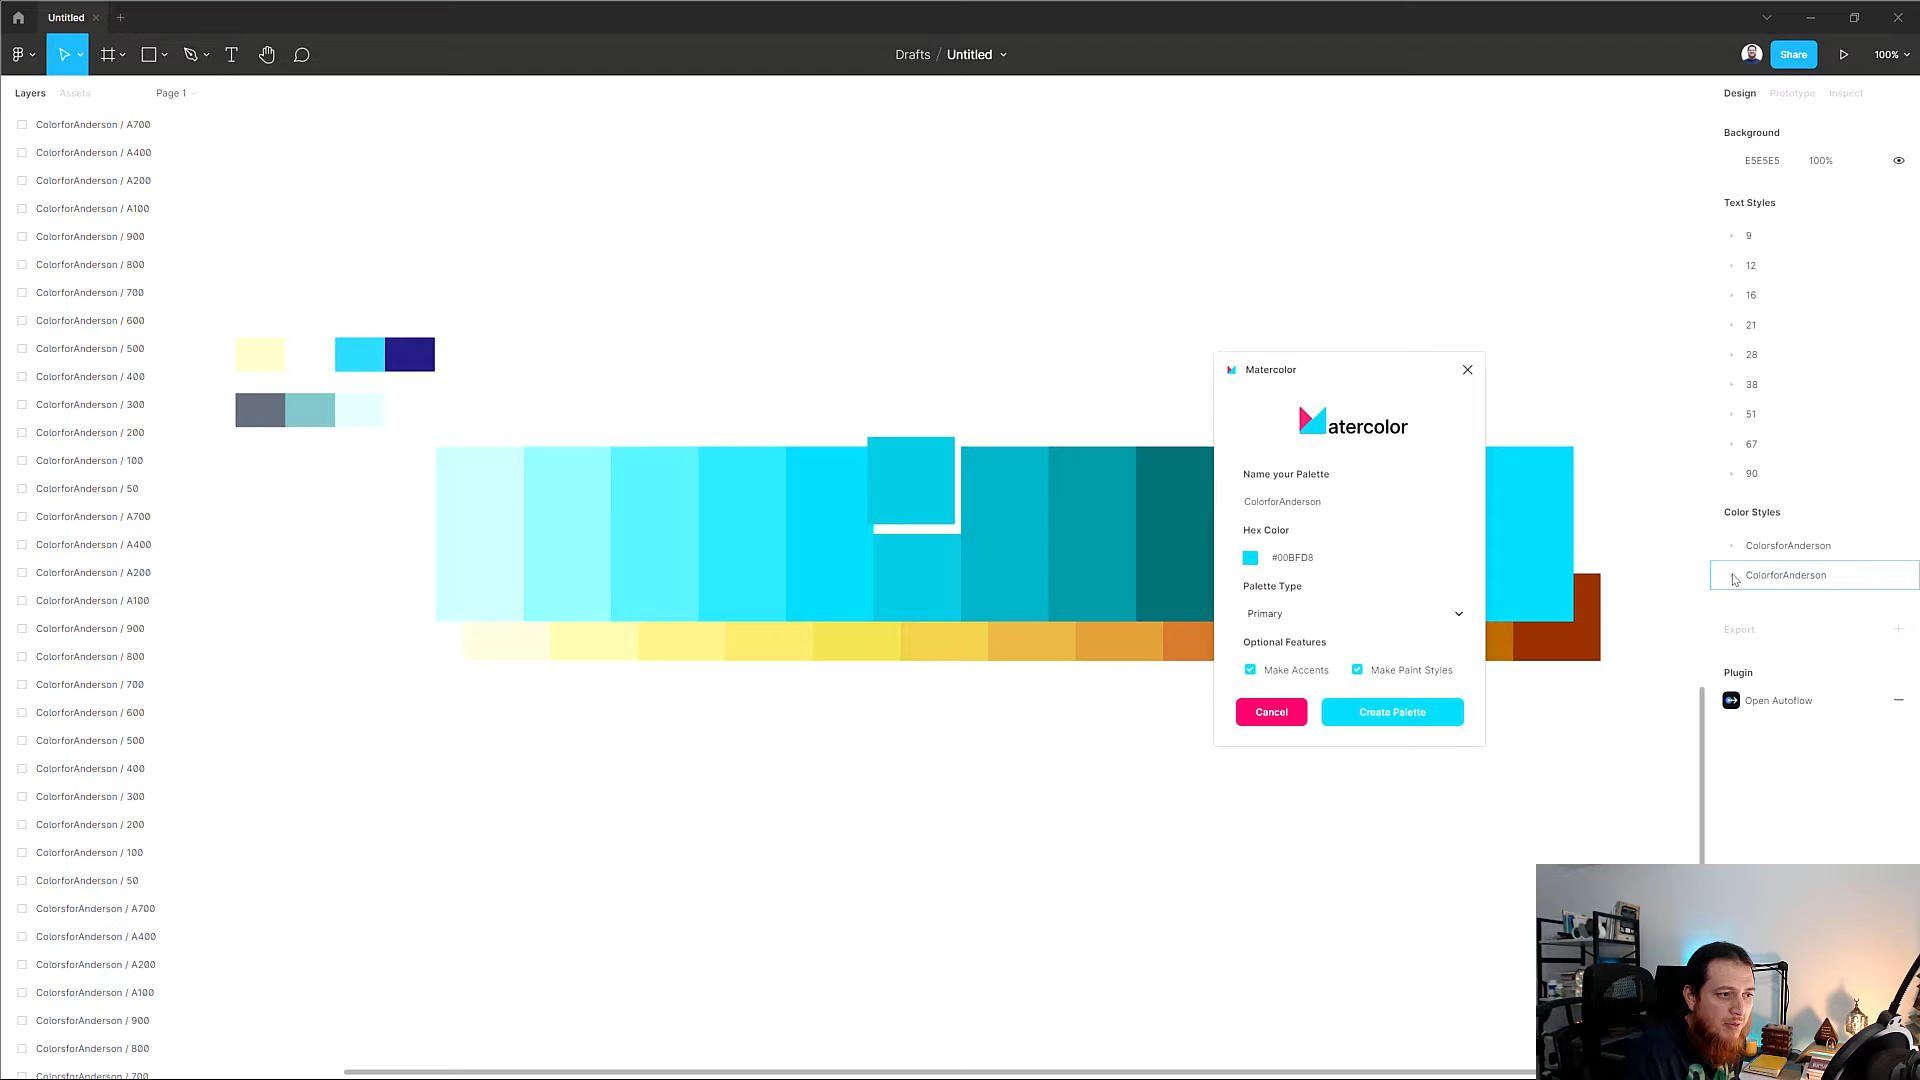 Untitled
Drafts / Untitled
Share
100%
Layers
Assets
Page 1
ColorforAnderson / A700
ColorforAnderson / A400
ColorforAnderson / A200
ColorforAnderson / A100
ColorforAnderson / 900
ColorforAnderson / 800
ColorforAnderson / 700
ColorforAnderson / 600
ColorforAnderson / 500
ColorforAnderson / 400
ColorforAnderson / 300
ColorforAnderson / 200
ColorforAnderson / 100
ColorforAnderson / 50
ColorforAnderson / A700
ColorforAnderson / A400
ColorforAnderson / A200
ColorforAnderson / A100
ColorforAnderson / 900
ColorforAnderson / 800
ColorforAnderson / 700
ColorforAnderson / 600
ColorforAnderson / 500
ColorforAnderson / 400
ColorforAnderson / 300
ColorforAnderson / 200
ColorforAnderson / 100
ColorforAnderson / 50
ColorsforAnderson / A700
ColorsforAnderson / A400
ColorsforAnderson / A200
ColorsforAnderson / A100
ColorsforAnderson / 900
ColorsforAnderson / 800
ColorsforAnderson / 700
Matercolor
Matercolor
Name your Palette
ColorforAnderson
Hex Color
#00BFD8
Palette Type
Primary
Optional Features
Make Accents
Make Paint Styles
Cancel
Create Palette
Design
Prototype
Inspect
Background
E5E5E5
100%
Text Styles
9
12
16
21
28
38
51
67
90
Color Styles
ColorsforAnderson
ColorforAnderson
Export
Plugin
Open Autoflow